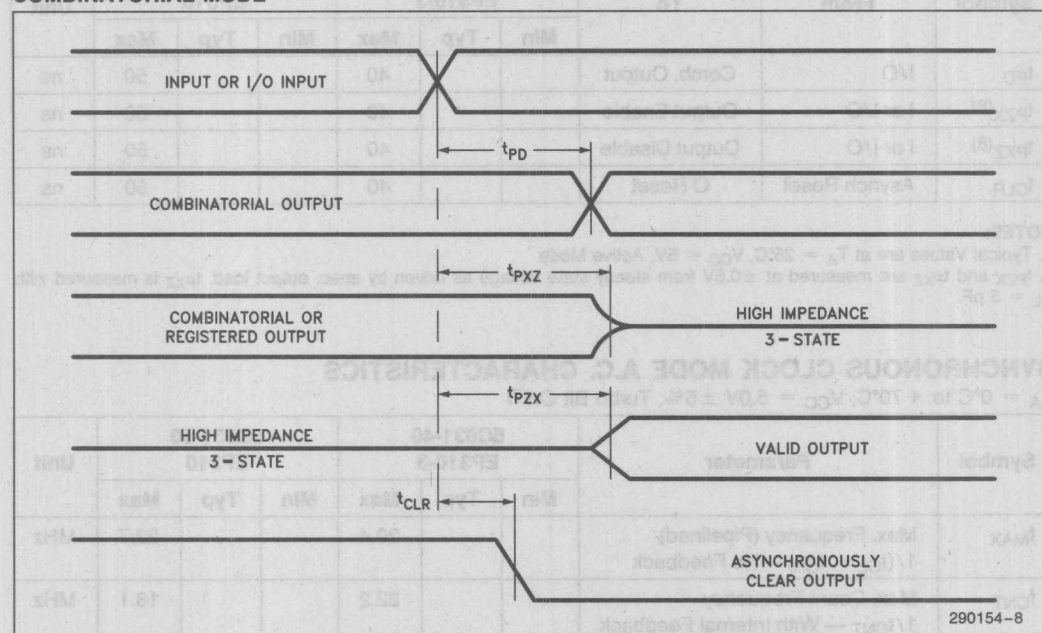 COMBINATORIAL MODE
INPUT OR I/O INPUT
tPD
COMBINATORIAL OUTPUT
tPXZ
COMBINATORIAL OR
REGISTERED OUTPUT
HIGH IMPEDANCE
3-STATE
tPZX
HIGH IMPEDANCE
3-STATE
VALID OUTPUT
tCLR
ASYNCHRONOUSLY
CLEAR OUTPUT
290154-8